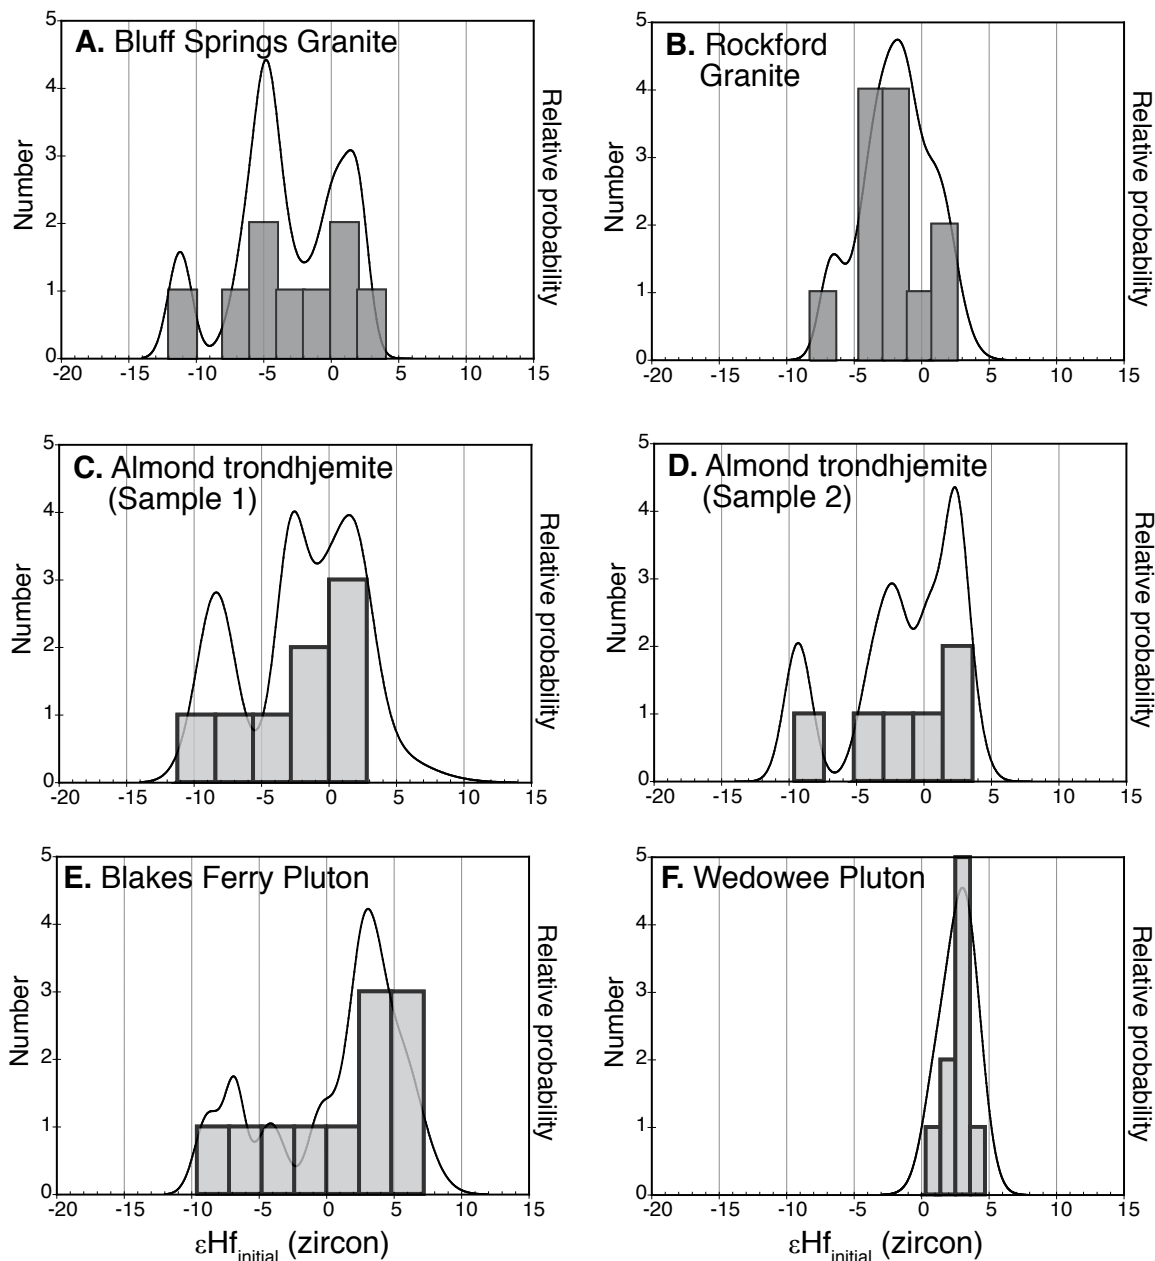 A. Bluff Springs Granite
Number
Relative probability
5
4
3
2
1
0
-20 -15 -10 -5 0 5 10 15
B. Rockford
Granite
Number
Relative probability
5
4
3
2
1
0
-20 -15 -10 -5 0 5 10 15
C. Almond trondhjemite
(Sample 1)
Number
Relative probability
5
4
3
2
1
0
-20 -15 -10 -5 0 5 10 15
D. Almond trondhjemite
(Sample 2)
Number
Relative probability
5
4
3
2
1
0
-20 -15 -10 -5 0 5 10 15
E. Blakes Ferry Pluton
Number
Relative probability
5
4
3
2
1
0
-20 -15 -10 -5 0 5 10 15
εHfinitial (zircon)
F. Wedowee Pluton
Number
Relative probability
5
4
3
2
1
0
-20 -15 -10 -5 0 5 10 15
εHfinitial (zircon)